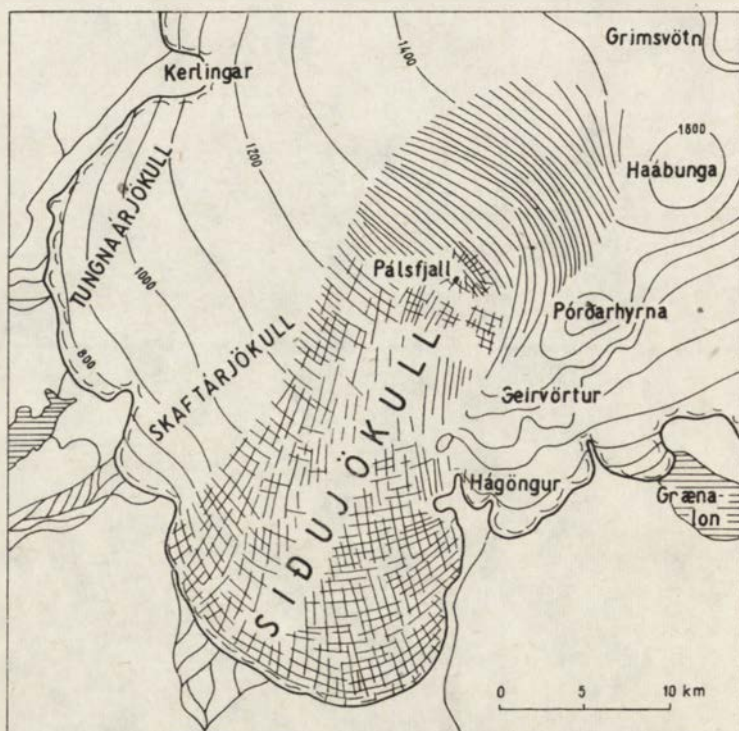 Grimsvötn
1400
Kerlingar
1800
Haábunga
1200
TUNGNAÁRJÖKULL
Pálsfjall
1000
Þórðarhyrna
SKAFTÁRJÖKULL
800
Geirvörtur
SIÐUJÖKULL
Hágöngur
Græna-
lon
0 5 10 km